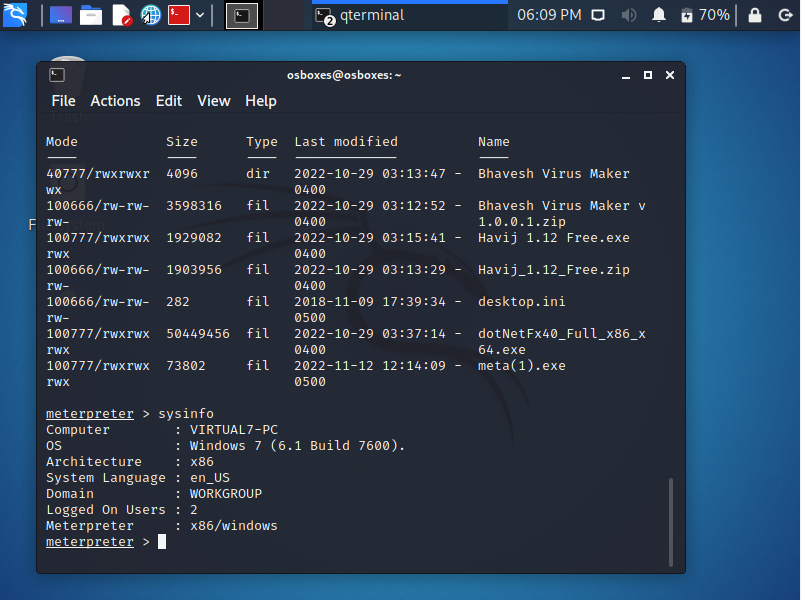 qterminal 06:09 PM 70%
2
osboxes@osboxes: ~
File Actions Edit View Help
Trash
Mode Size Type Last modified Name
40777/rwxrwxr 4096 dir 2022-10-29 03:13:47 - Bhavesh Virus Maker
wx 0400
100666/rw-rw- 3598316 fil 2022-10-29 03:12:52 - Bhavesh Virus Maker v
rw- 0400 1.0.0.1.zip
100777/rwxrwx 1929082 fil 2022-10-29 03:15:41 - Havij 1.12 Free.exe
rwx 0400
100666/rw-rw- 1903956 fil 2022-10-29 03:13:29 - Havij_1.12_Free.zip
rw- 0400
100666/rw-rw- 282 fil 2018-11-09 17:39:34 - desktop.ini
rw- 0500
100777/rwxrwx 50449456 fil 2022-10-29 03:37:14 - dotNetFx40_Full_x86_x
rwx 0400 64.exe
100777/rwxrwx 73802 fil 2022-11-12 12:14:09 - meta(1).exe
rwx 0500
meterpreter > sysinfo
Computer : VIRTUAL7-PC
OS : Windows 7 (6.1 Build 7600).
Architecture : x86
System Language : en_US
Domain : WORKGROUP
Logged On Users : 2
Meterpreter : x86/windows
meterpreter >